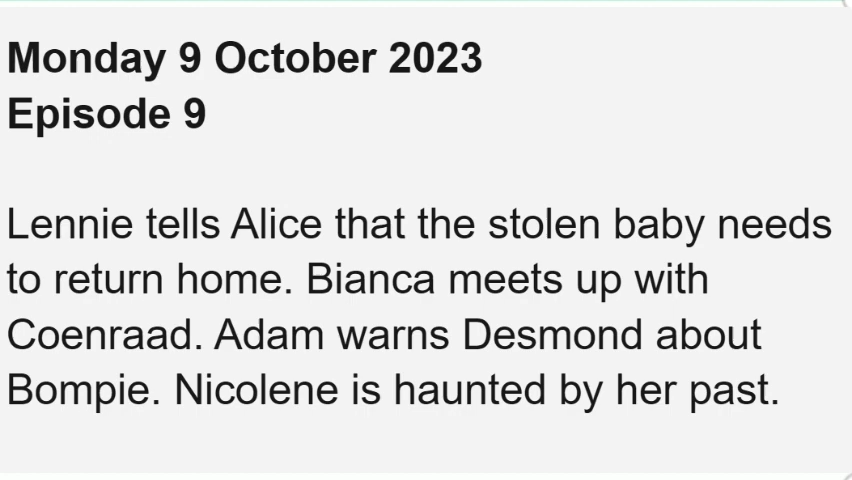 Monday 9 October 2023
Episode 9
Lennie tells Alice that the stolen baby needs
to return home. Bianca meets up with
Coenraad. Adam warns Desmond about
Bompie. Nicolene is haunted by her past.